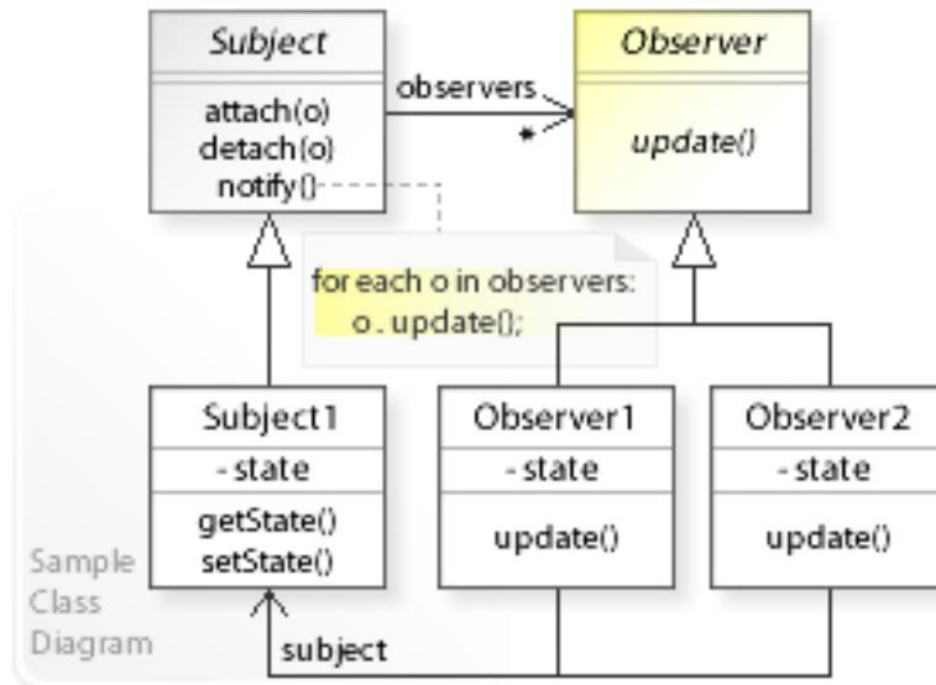 Subject
attach(o)
detach(o)
notify()
observers
*
Observer
update()
for each o in observers:
o . update();
Subject1
- state
getState()
setState()
Observer1
- state
update()
Observer2
- state
update()
subject
Sample
Class
Diagram